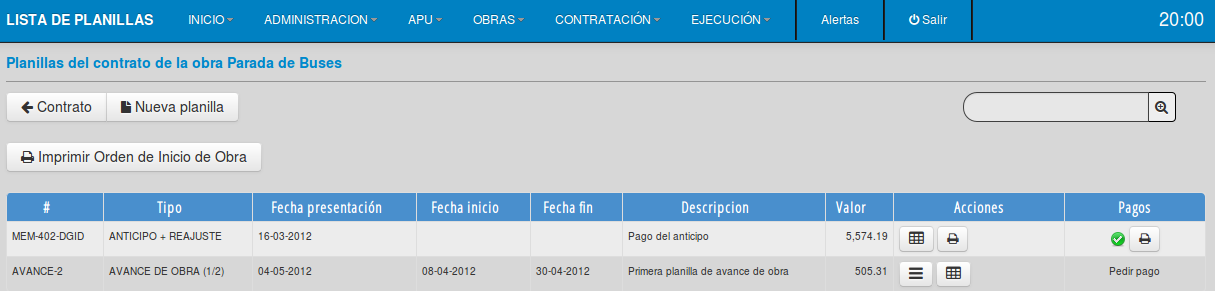 LISTA DE PLANILLAS INICIO ADMINISTRACION APU OBRAS CONTRATACIÓN EJECUCIÓN Alertas Salir 20:00
Planillas del contrato de la obra Parada de Buses
Contrato Nueva planilla
Imprimir Orden de Inicio de Obra
# Tipo Fecha presentación Fecha inicio Fecha fin Descripcion Valor Acciones Pagos
MEM-402-DGID ANTICIPO + REAJUSTE 16-03-2012 Pago del anticipo 5,574.19
AVANCE-2 AVANCE DE OBRA (1/2) 04-05-2012 08-04-2012 30-04-2012 Primera planilla de avance de obra 505.31 Pedir pago